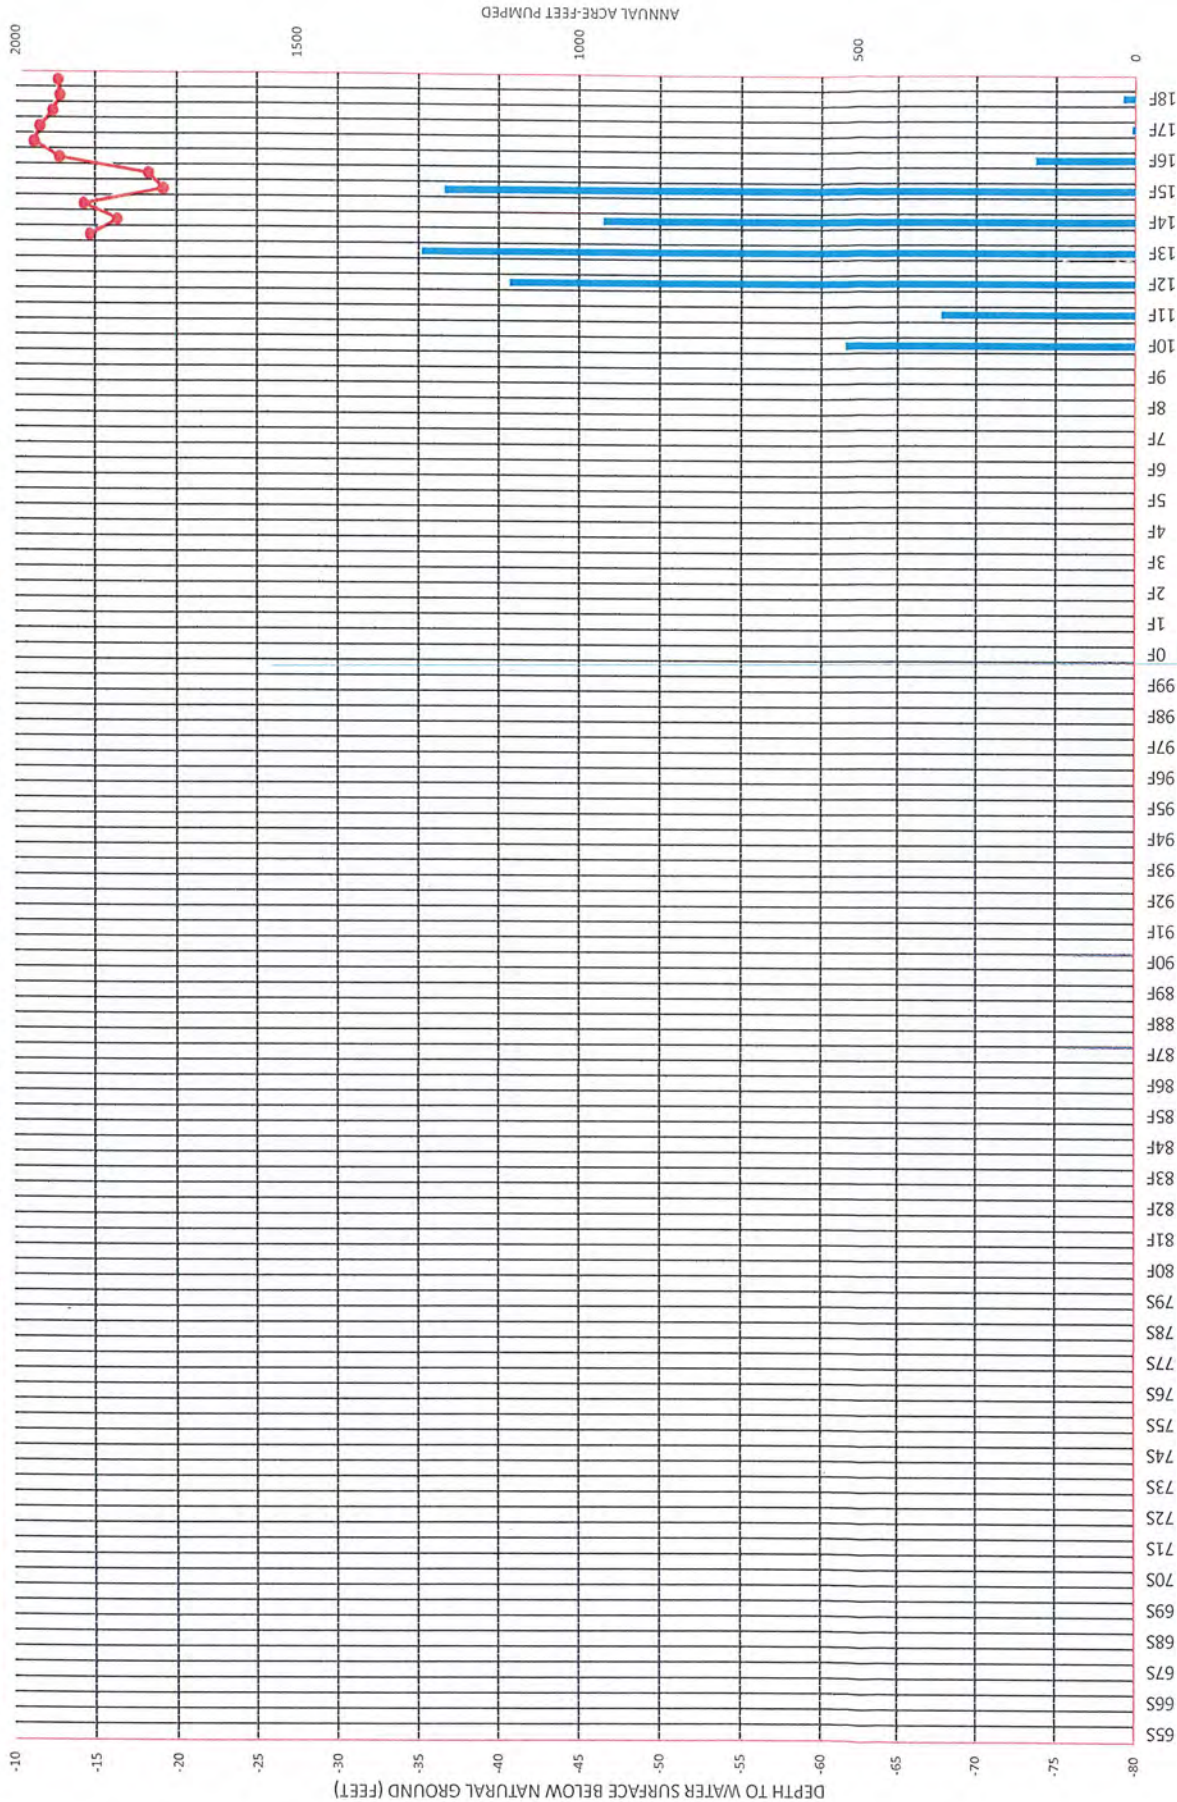 ANNUAL ACRE-FEET PUMPED
2000
1500
1000
500
0
18F
17F
16F
15F
14F
13F
12F
11F
10F
9F
8F
7F
6F
5F
4F
3F
2F
1F
0F
99F
98F
97F
96F
95F
94F
93F
92F
91F
90F
89F
88F
87F
86F
85F
84F
83F
82F
81F
80F
79S
78S
77S
76S
75S
74S
73S
72S
71S
70S
69S
68S
67S
66S
65S
-10
-15
-20
-25
-30
-35
-40
-45
-50
-55
-60
-65
-70
-75
-80
DEPTH TO WATER SURFACE BELOW NATURAL GROUND (FEET)